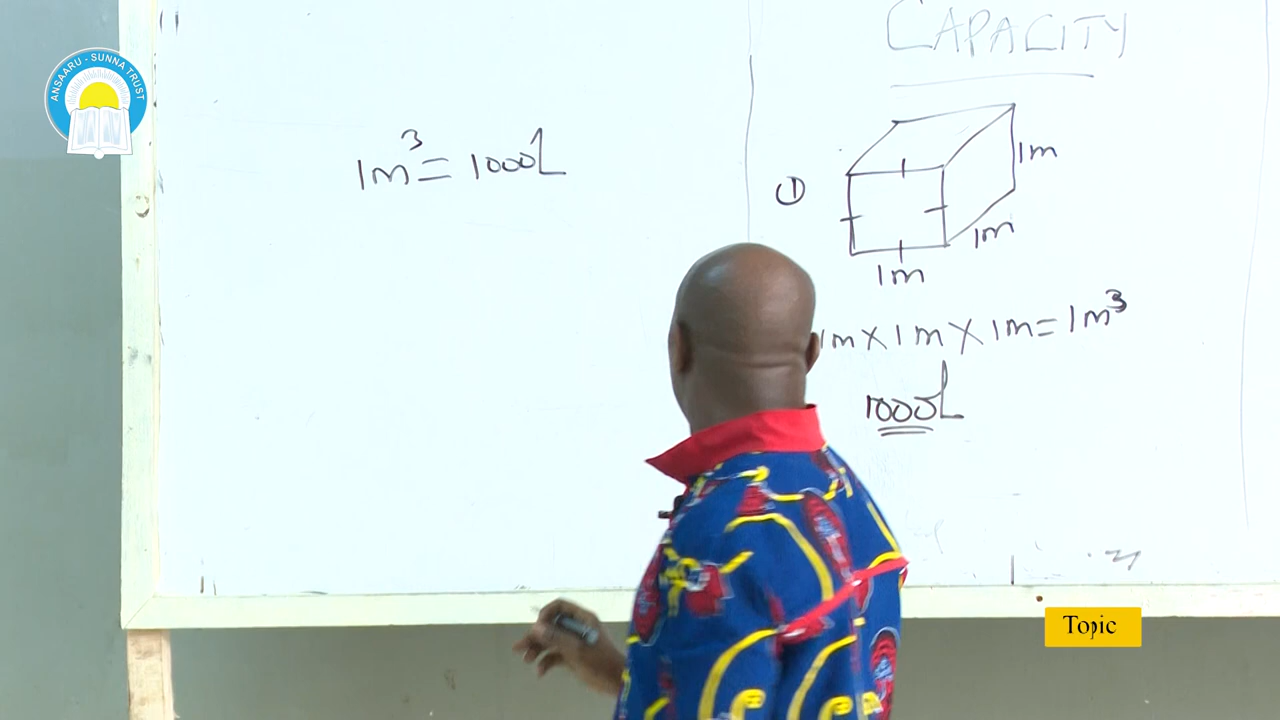 ANSAARU - SUNNA TRUST
1m³ = 1000L
CAPACITY
①
1m
1m
1m
1m × 1m × 1m = 1m³
1000L
Topic